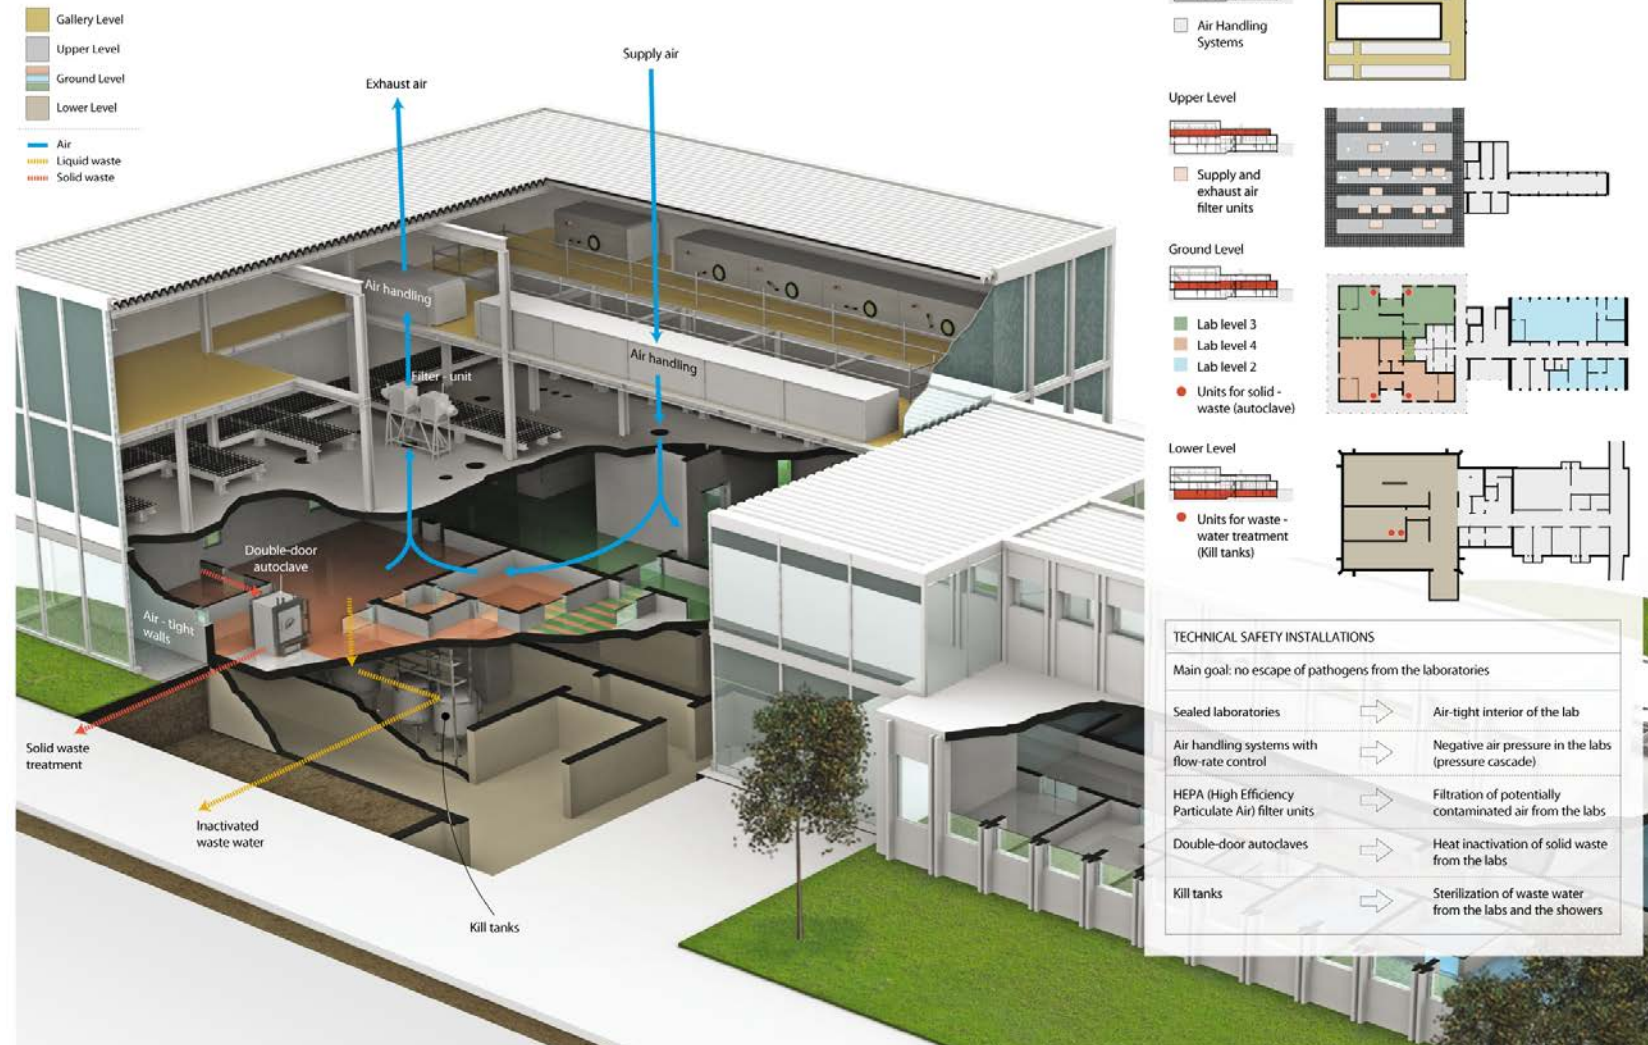 Gallery Level
Upper Level
Ground Level
Lower Level
Air
Liquid waste
Solid waste
Exhaust air
Supply air
Air handling
Filter - unit
Air handling
Double-door
autoclave
Air - tight
walls
Solid waste
treatment
Inactivated
waste water
Kill tanks
Air Handling
Systems
Upper Level
Supply and
exhaust air
filter units
Ground Level
Lab level 3
Lab level 4
Lab level 2
Units for solid -
waste (autoclave)
Lower Level
Units for waste -
water treatment
(Kill tanks)
TECHNICAL SAFETY INSTALLATIONS
Main goal: no escape of pathogens from the laboratories
Sealed laboratories
Air-tight interior of the lab
Air handling systems with
flow-rate control
Negative air pressure in the labs
(pressure cascade)
HEPA (High Efficiency
Particulate Air) filter units
Filtration of potentially
contaminated air from the labs
Double-door autoclaves
Heat inactivation of solid waste
from the labs
Kill tanks
Sterilization of waste water
from the labs and the showers